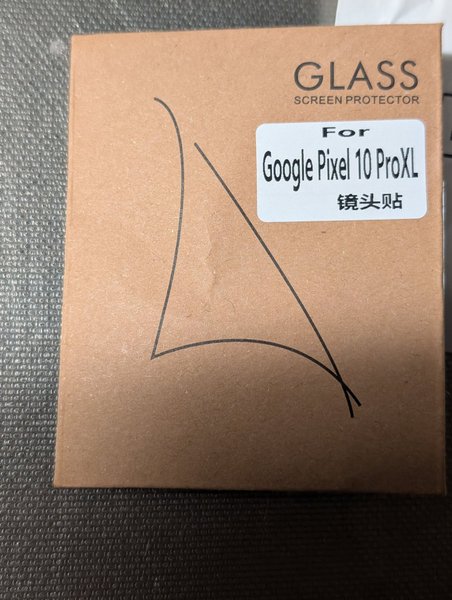 GLASS
SCREEN PROTECTOR
For
Google Pixel 10 ProXL
镜头贴